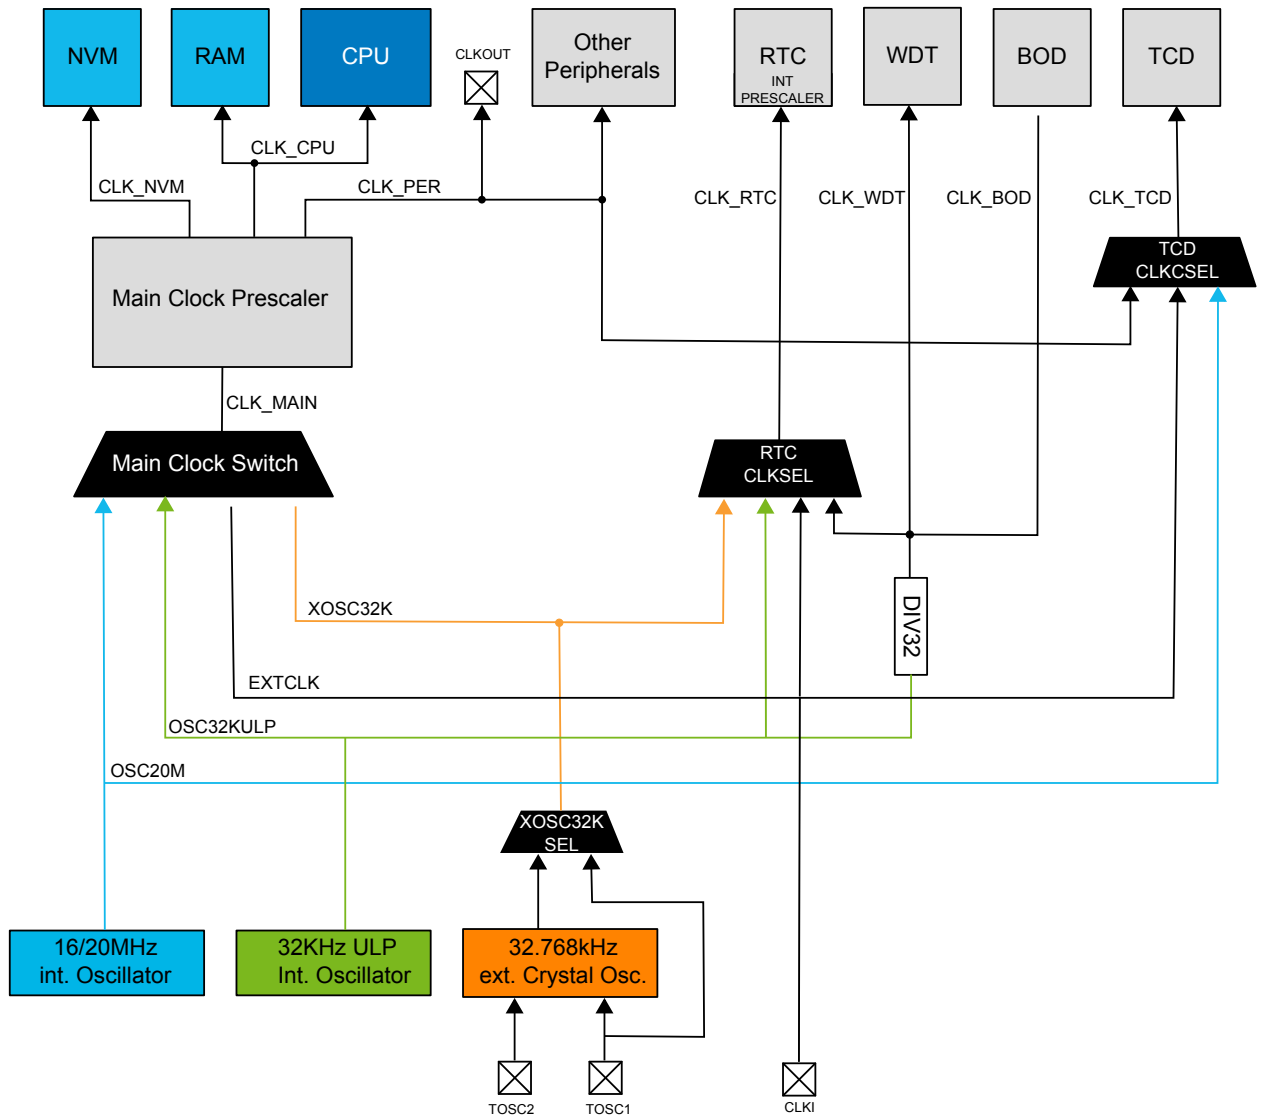 NVM
RAM
CPU
CLKOUT
Other
Peripherals
RTC
INT
PRESCALER
WDT
BOD
TCD
CLK_CPU
CLK_NVM
CLK_PER
CLK_RTC
CLK_WDT
CLK_BOD
CLK_TCD
TCD
CLKCSEL
Main Clock Prescaler
CLK_MAIN
Main Clock Switch
RTC
CLKSEL
DIV32
XOSC32K
EXTCLK
OSC32KULP
OSC20M
XOSC32K
SEL
16/20MHz
int. Oscillator
32KHz ULP
Int. Oscillator
32.768kHz
ext. Crystal Osc.
TOSC2
TOSC1
CLKI